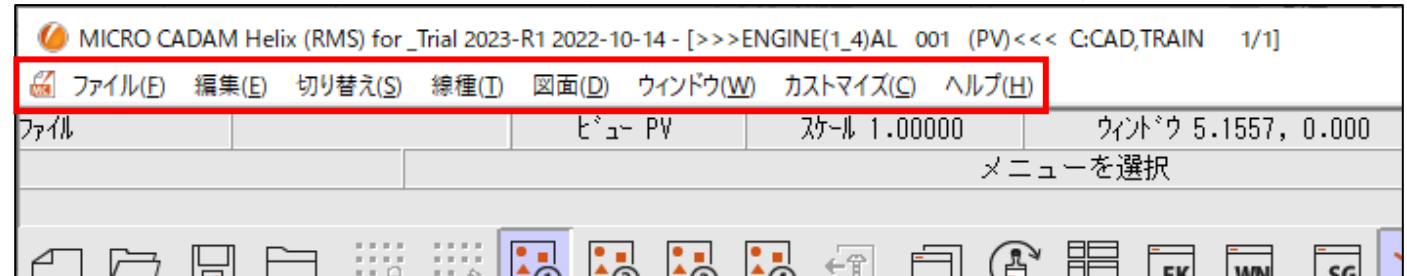 MICRO CADAM Helix (RMS) for _Trial 2023-R1 2022-10-14 - [>>>ENGINE(1_4)AL 001 (PV)<<< C:CAD,TRAIN 1/1]
ファイル(F) 編集(E) 切り替え(S) 線種(T) 図面(D) ウィンドウ(W) カスタマイズ(C) ヘルプ(H)
ﾌｧｲﾙ ﾋﾞｭｰ PV ｽｹｰﾙ 1.00000 ｳｨﾝﾄﾞｳ 5.1557, 0.000
メニューを選択
EK WN SG